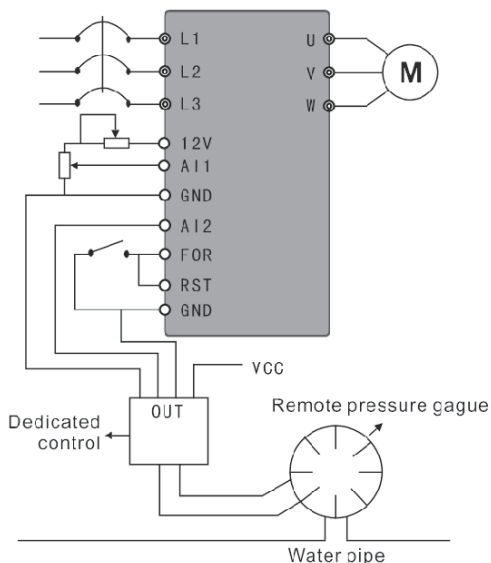 L1 U
L2 V M
L3 W
12V
AI1
GND
AI2
FOR
RST
GND
VCC
OUT
Dedicated
control
Remote pressure gague
Water pipe